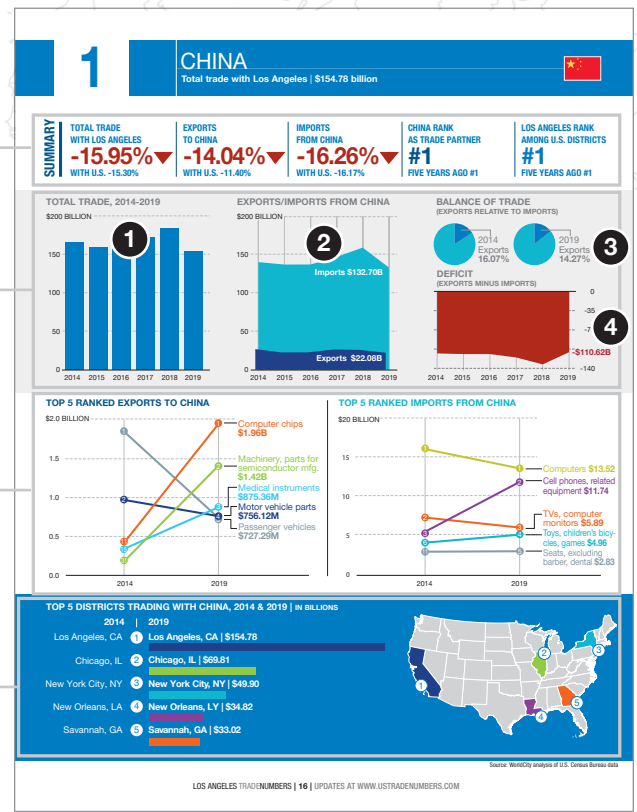 1
CHINA
Total trade with Los Angeles | $154.78 billion
SUMMARY
TOTAL TRADE
WITH LOS ANGELES
-15.95%
WITH U.S. -15.30%
EXPORTS
TO CHINA
-14.04%
WITH U.S. -11.40%
IMPORTS
FROM CHINA
-16.26%
WITH U.S. -16.17%
CHINA RANK
AS TRADE PARTNER
#1
FIVE YEARS AGO #1
LOS ANGELES RANK
AMONG U.S. DISTRICTS
#1
FIVE YEARS AGO #1
TOTAL TRADE, 2014-2019
$200 BILLION
150
100
50
0
2014 2015 2016 2017 2018 2019
1
EXPORTS/IMPORTS FROM CHINA
$200 BILLION
150
100
50
0
2
Imports $132.70B
Exports $22.08B
2014 2015 2016 2017 2018 2019
BALANCE OF TRADE
(EXPORTS RELATIVE TO IMPORTS)
2014
Exports
16.07%
2019
Exports
14.27%
3
DEFICIT
(EXPORTS MINUS IMPORTS)
0
-35
-7
4
-$110.62B
-140
2014 2015 2016 2017 2018 2019
TOP 5 RANKED EXPORTS TO CHINA
$2.0 BILLION
1.5
1.0
0.5
0.0
2014 2019
Computer chips
$1.96B
Machinery, parts for
semiconductor mfg.
$1.42B
Medical instruments
$875.36M
Motor vehicle parts
$756.12M
Passenger vehicles
$727.29M
TOP 5 RANKED IMPORTS FROM CHINA
$20 BILLION
15
10
5
0
2014 2019
Computers $13.52
Cell phones, related
equipment $11.74
TVs, computer
monitors $5.89
Toys, children's bicy-
cles, games $4.96
Seats, excluding
barber, dental $2.83
TOP 5 DISTRICTS TRADING WITH CHINA, 2014 & 2019 | IN BILLIONS
2014 | 2019
Los Angeles, CA 1 Los Angeles, CA | $154.78
Chicago, IL 2 Chicago, IL | $69.81
New York City, NY 3 New York City, NY | $49.90
New Orleans, LA 4 New Orleans, LY | $34.82
Savannah, GA 5 Savannah, GA | $33.02
1
2
3
4
5
Source: WorldCity analysis of U.S. Census Bureau data
LOS ANGELES TRADENUMBERS | 16 | UPDATES AT WWW.USTRADENUMBERS.COM